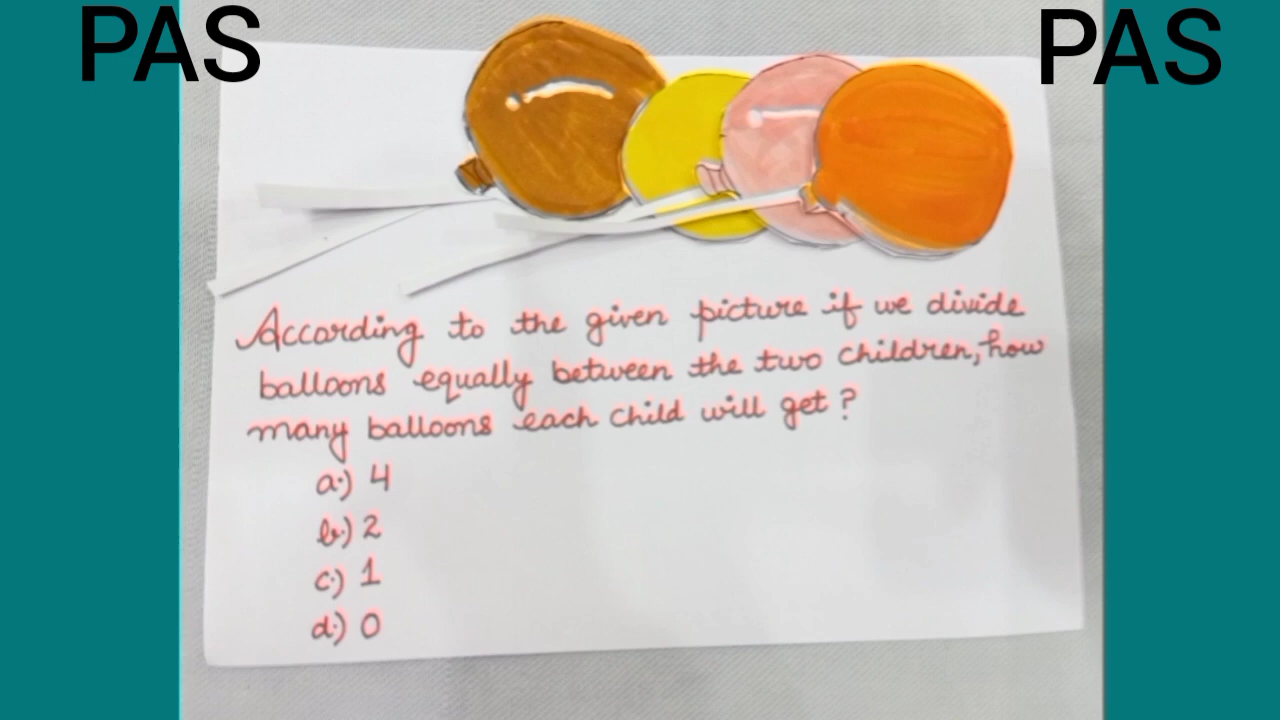 PAS
PAS
According to the given picture if we divide
balloons equally between the two children, how
many balloons each child will get ?
a.) 4
b.) 2
c.) 1
d.) 0